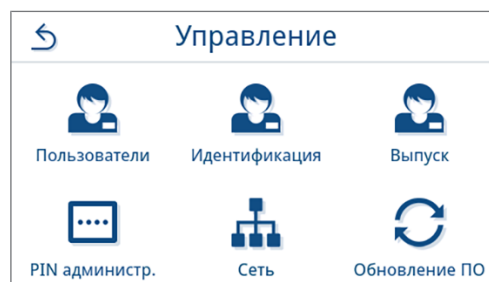 Управление
Пользователи Идентификация Выпуск
PIN администр. Сеть Обновление ПО